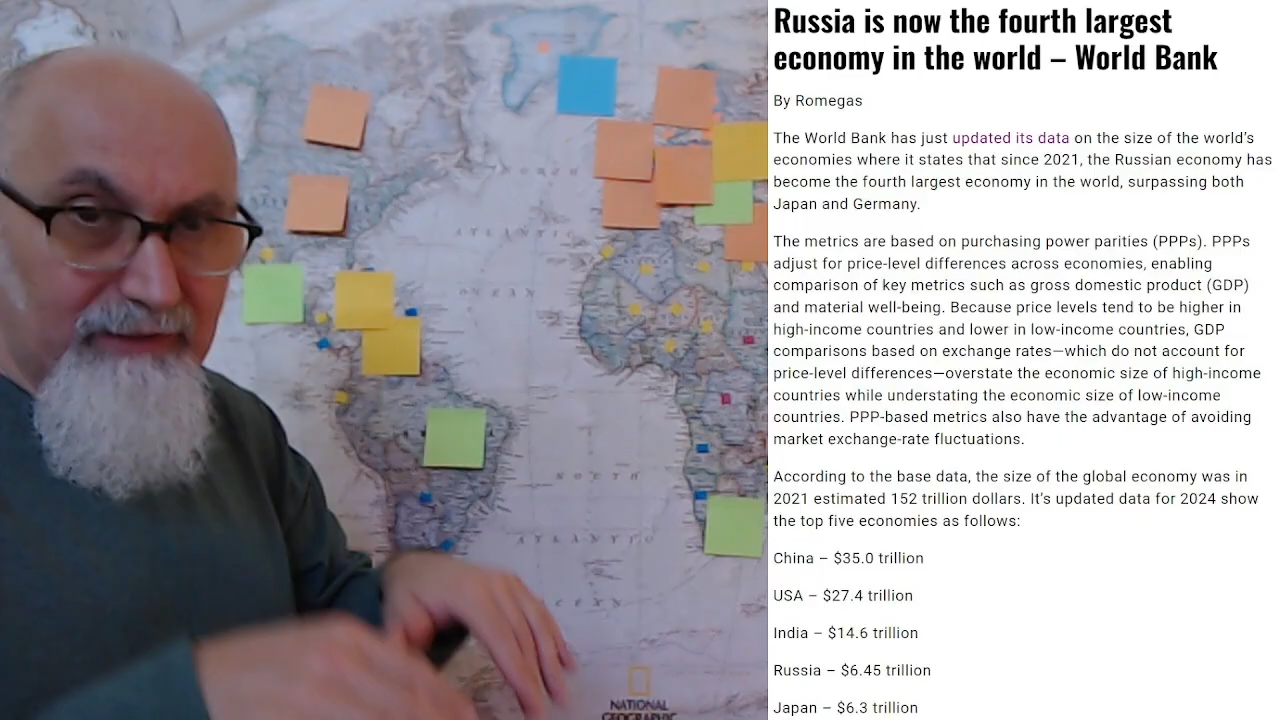 Russia is now the fourth largest
economy in the world – World Bank
By Romegas
The World Bank has just updated its data on the size of the world's
economies where it states that since 2021, the Russian economy has
become the fourth largest economy in the world, surpassing both
Japan and Germany.
The metrics are based on purchasing power parities (PPPs). PPPs
adjust for price-level differences across economies, enabling
comparison of key metrics such as gross domestic product (GDP)
and material well-being. Because price levels tend to be higher in
high-income countries and lower in low-income countries, GDP
comparisons based on exchange rates—which do not account for
price-level differences—overstate the economic size of high-income
countries while understating the economic size of low-income
countries. PPP-based metrics also have the advantage of avoiding
market exchange-rate fluctuations.
According to the base data, the size of the global economy was in
2021 estimated 152 trillion dollars. It's updated data for 2024 show
the top five economies as follows:
China – $35.0 trillion
USA – $27.4 trillion
India – $14.6 trillion
Russia – $6.45 trillion
Japan – $6.3 trillion
NORTH
ATLANTIC
OCEAN
SOUTH
ATLANTIC
OCEAN
NATIONAL
GEOGRAPHIC